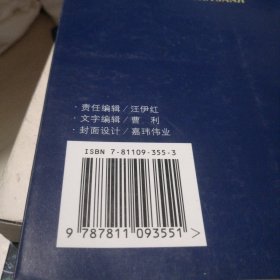 ·责任编辑/汪伊红
·文字编辑/曹 利
·封面设计/嘉玮伟业
ISBN 7-81109-355-3
9 787811 093551 >